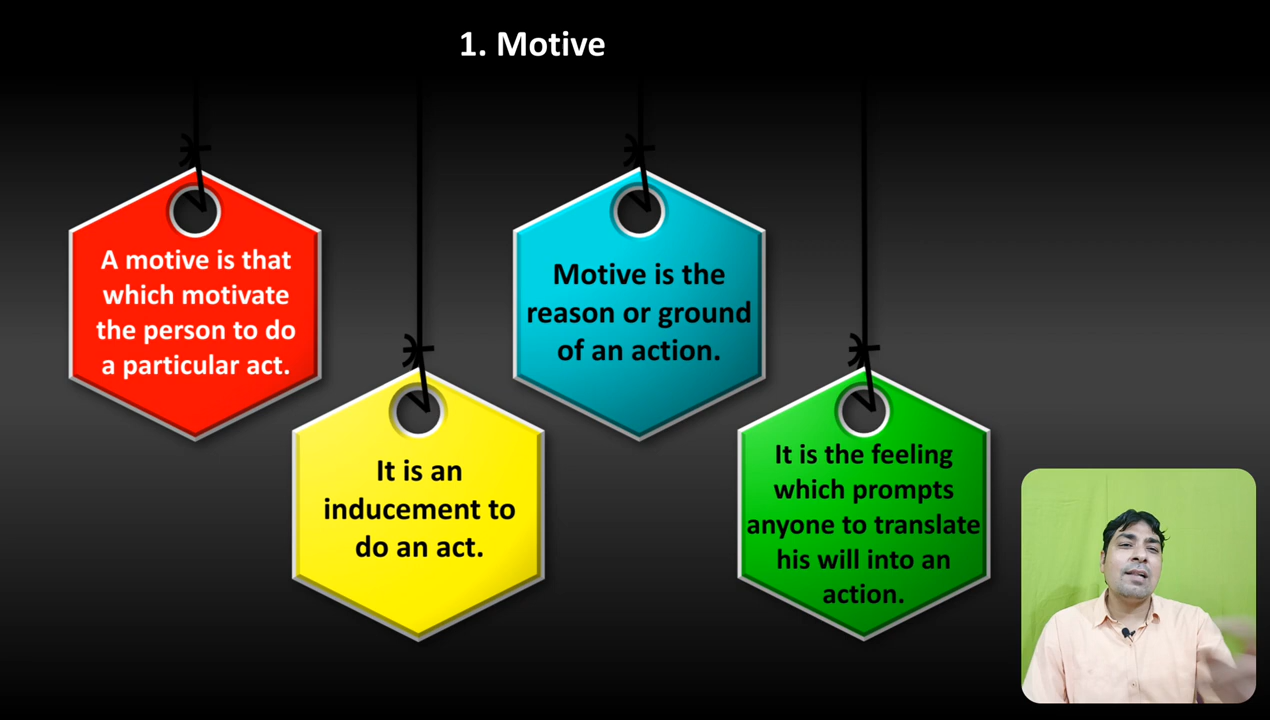 1. Motive
A motive is that
which motivate
the person to do
a particular act.
It is an
inducement to
do an act.
Motive is the
reason or ground
of an action.
It is the feeling
which prompts
anyone to translate
his will into an
action.